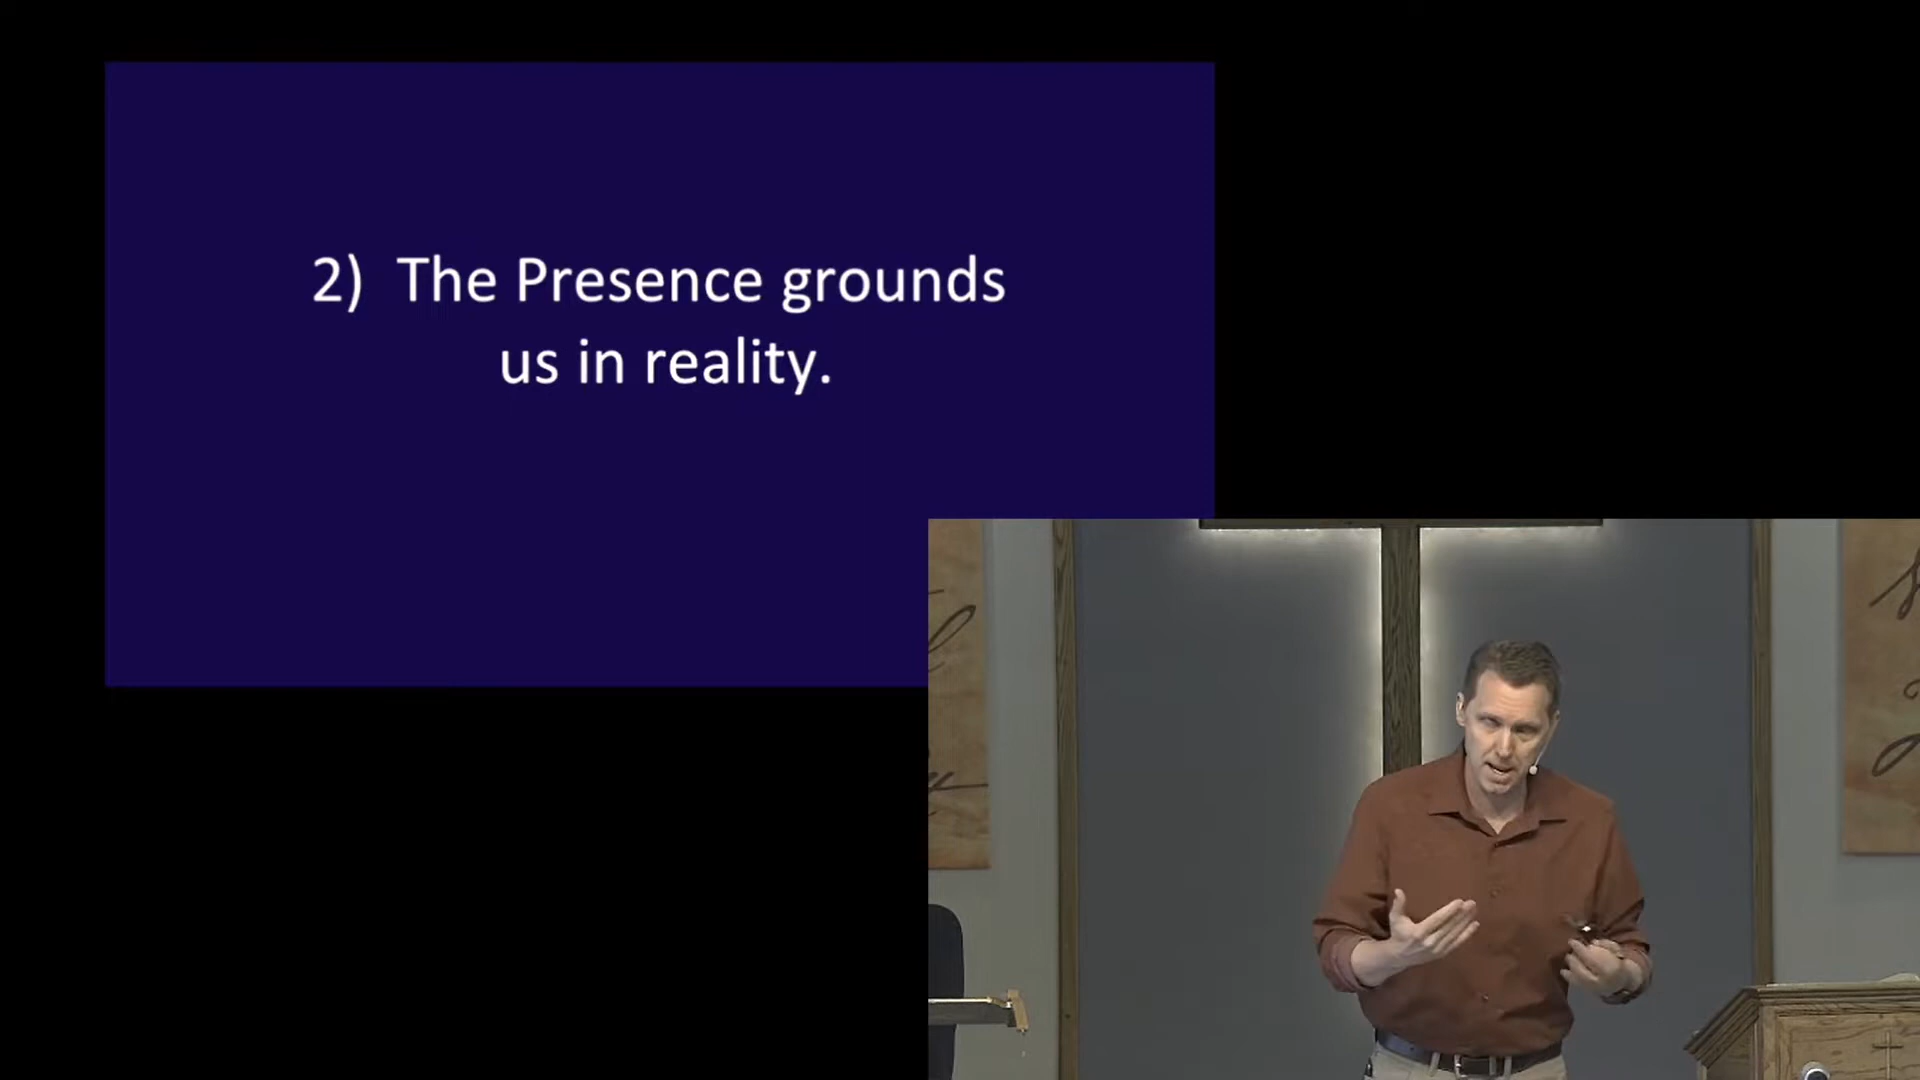 2) The Presence grounds
us in reality.